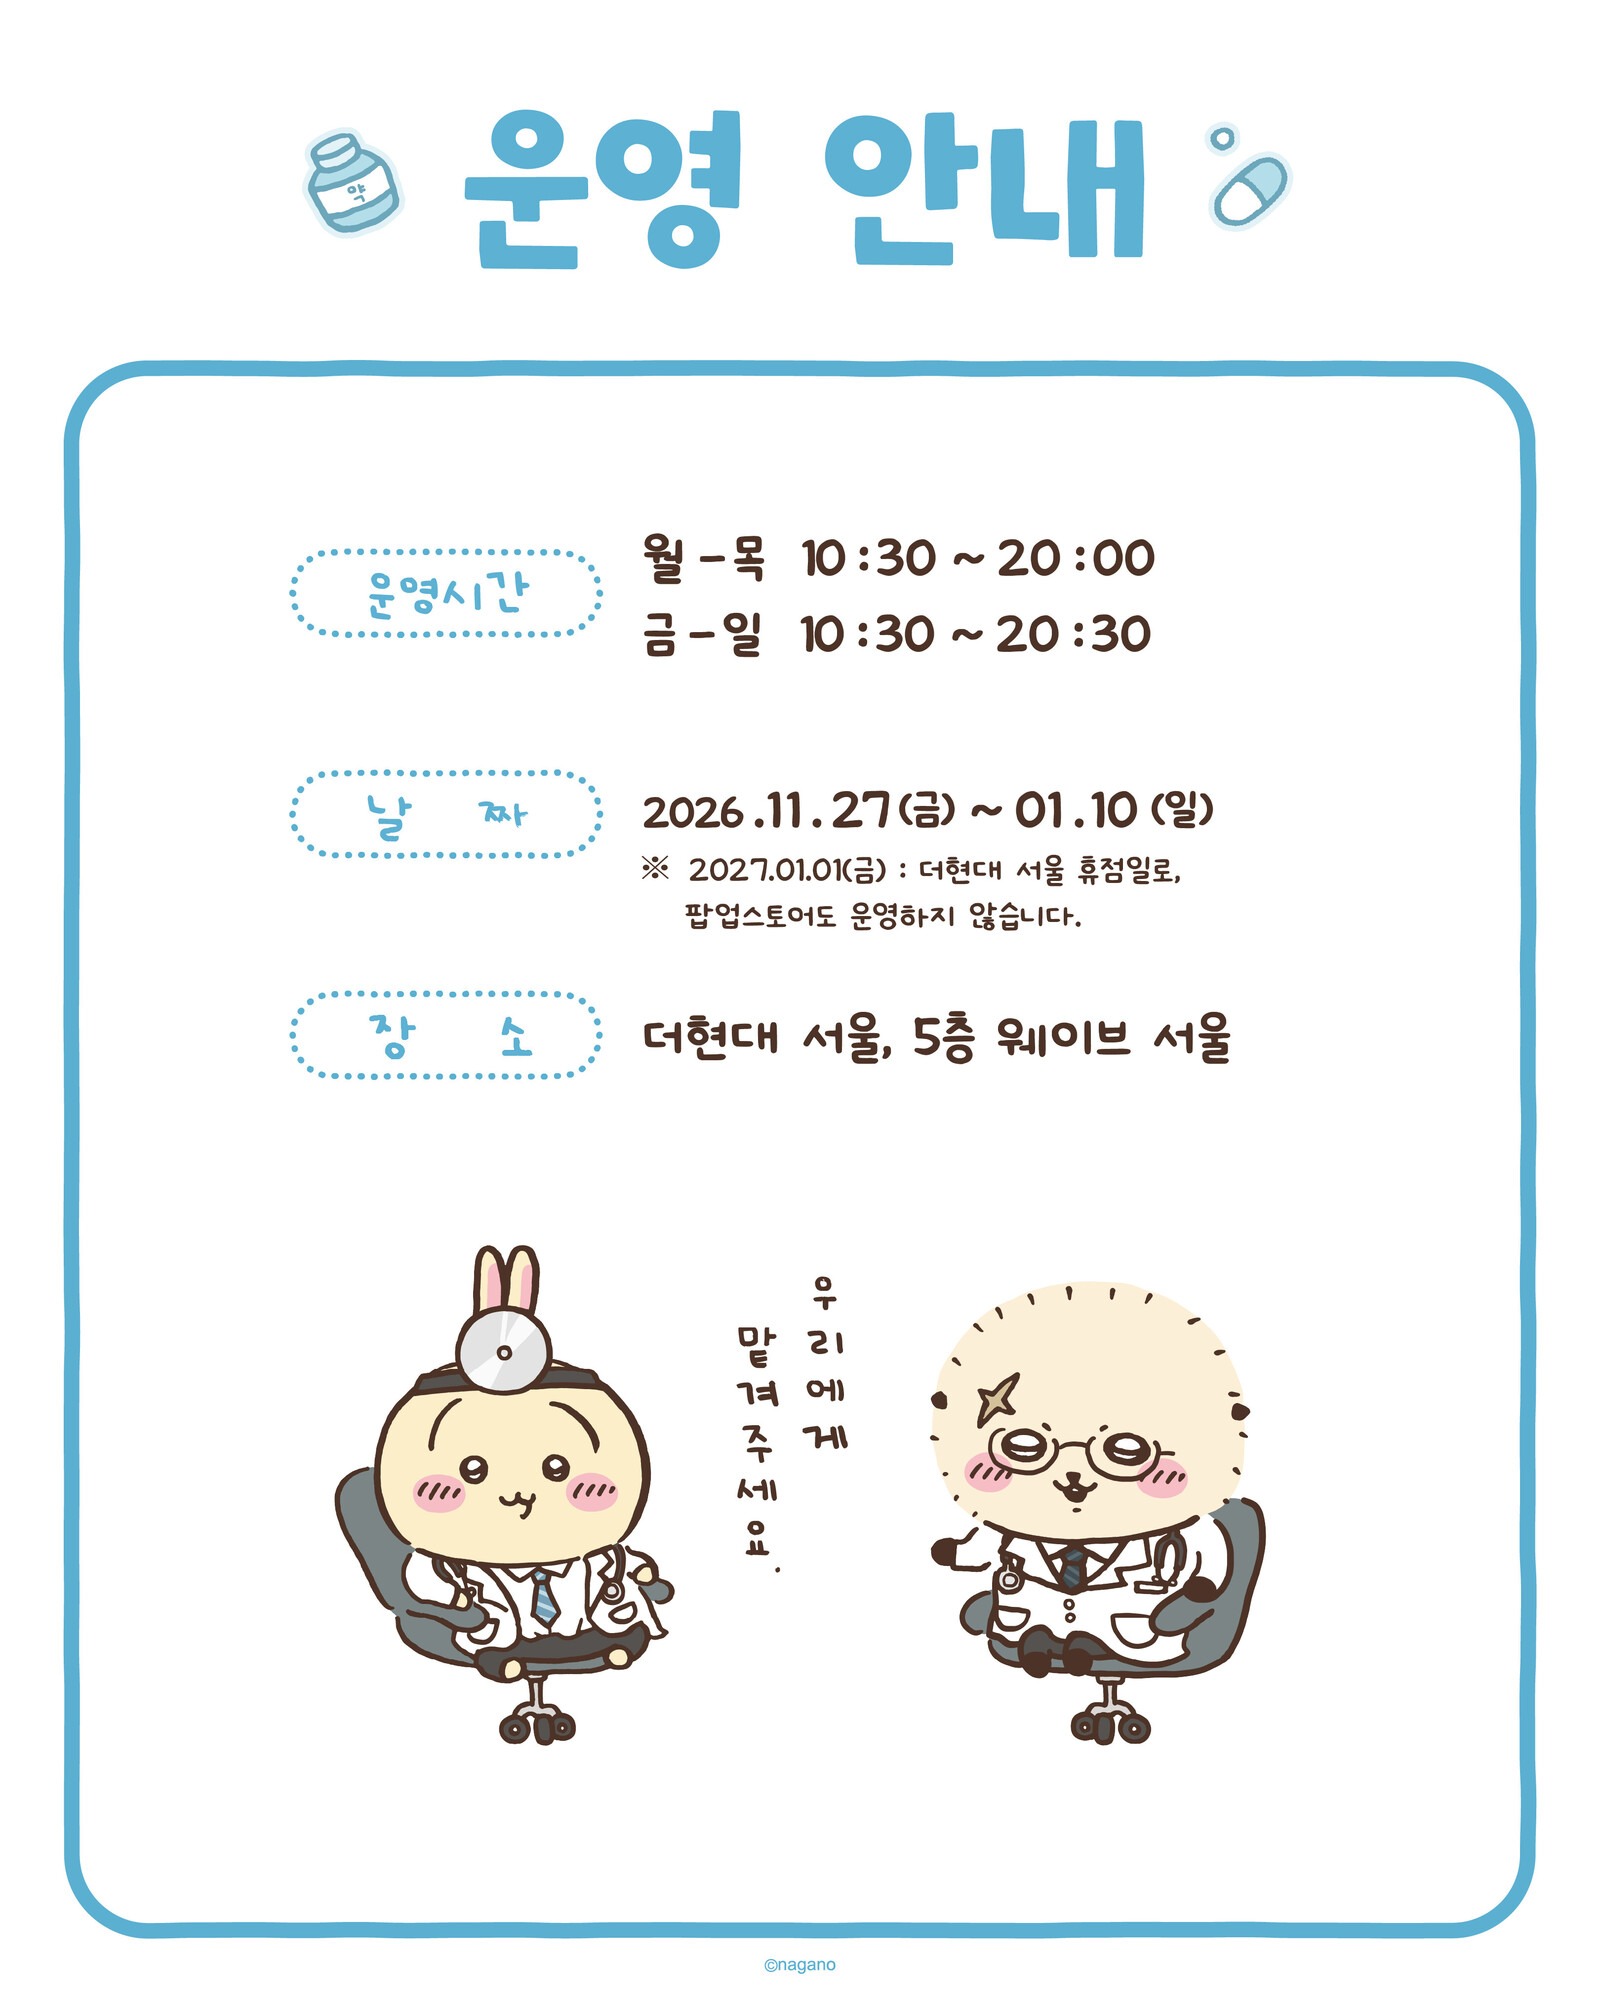 운영 안내
약
운영시간
월-목 10:30 ~ 20:00
금-일 10:30 ~ 20:30
날 짜
2026.11.27(금) ~ 01.10(일)
※ 2027.01.01(금) : 더현대 서울 휴점일로,
팝업스토어도 운영하지 않습니다.
장 소
더현대 서울, 5층 웨이브 서울
우리에게
맡겨주세요.
©nagano